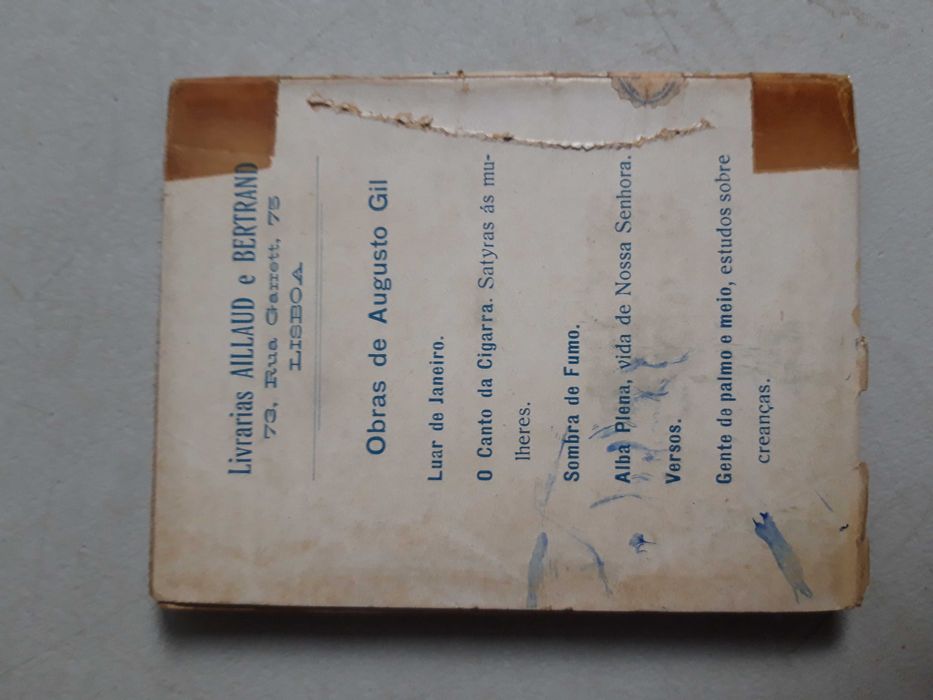 Livrarias AILLAUD e BERTRAND
73, Rua Garrett, 75
LISBOA
Obras de Augusto Gil
Luar de Janeiro.
O Canto da Cigarra. Satyras ás mu-
lheres.
Sombra de Fumo.
Alba Plena, vida de Nossa Senhora.
Versos.
Gente de palmo e meio, estudos sobre
creanças.